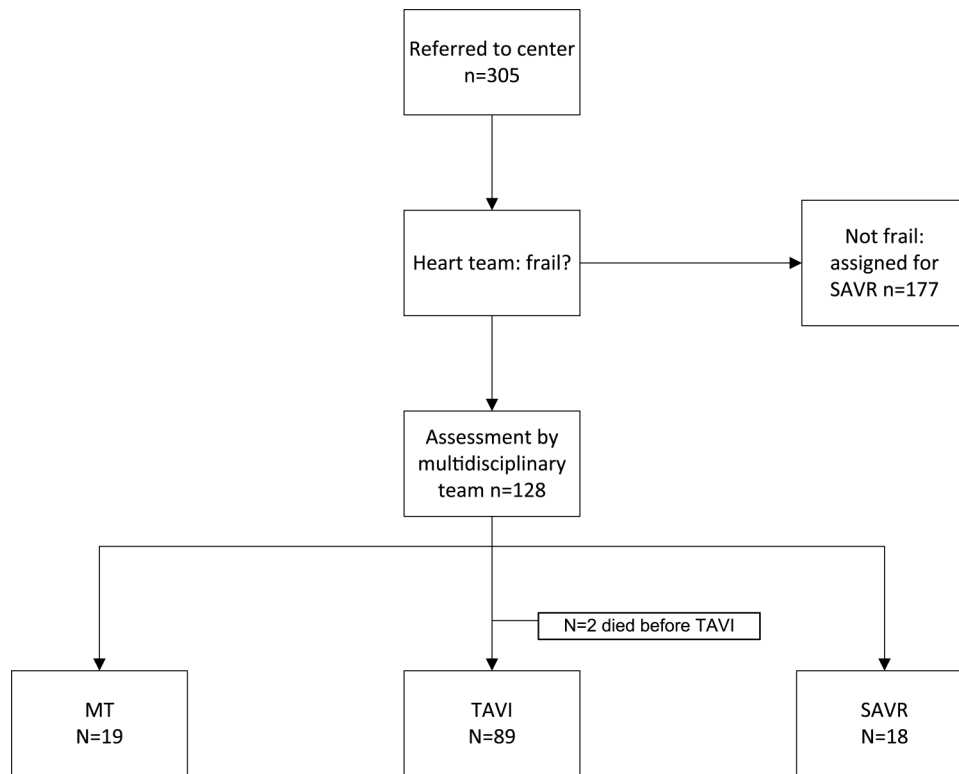 Referred to center
n=305
Heart team: frail?
Not frail:
assigned for
SAVR n=177
Assessment by
multidisciplinary
team n=128
N=2 died before TAVI
MT
N=19
TAVI
N=89
SAVR
N=18